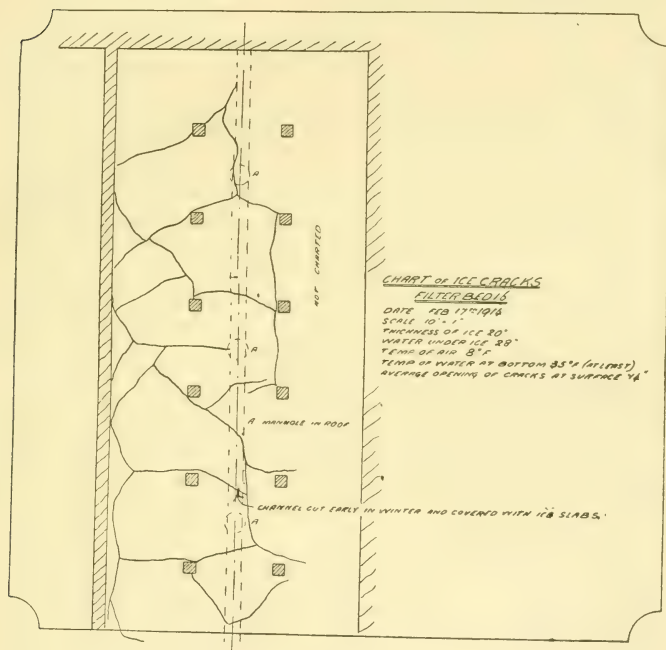 A
NOT CHARTED
CHART OF ICE CRACKS
FILTER BED 16
DATE FEB 17TH 1916
SCALE 10' = 1"
THICKNESS OF ICE 20"
WATER UNDER ICE 28"
TEMP OF AIR 8°F
TEMP OF WATER AT BOTTOM 35°F (AT LEAST)
AVERAGE OPENING OF CRACKS AT SURFACE
A
A MANHOLE IN ROOF
CHANNEL CUT EARLY IN WINTER AND COVERED WITH ICE SLABS.
A